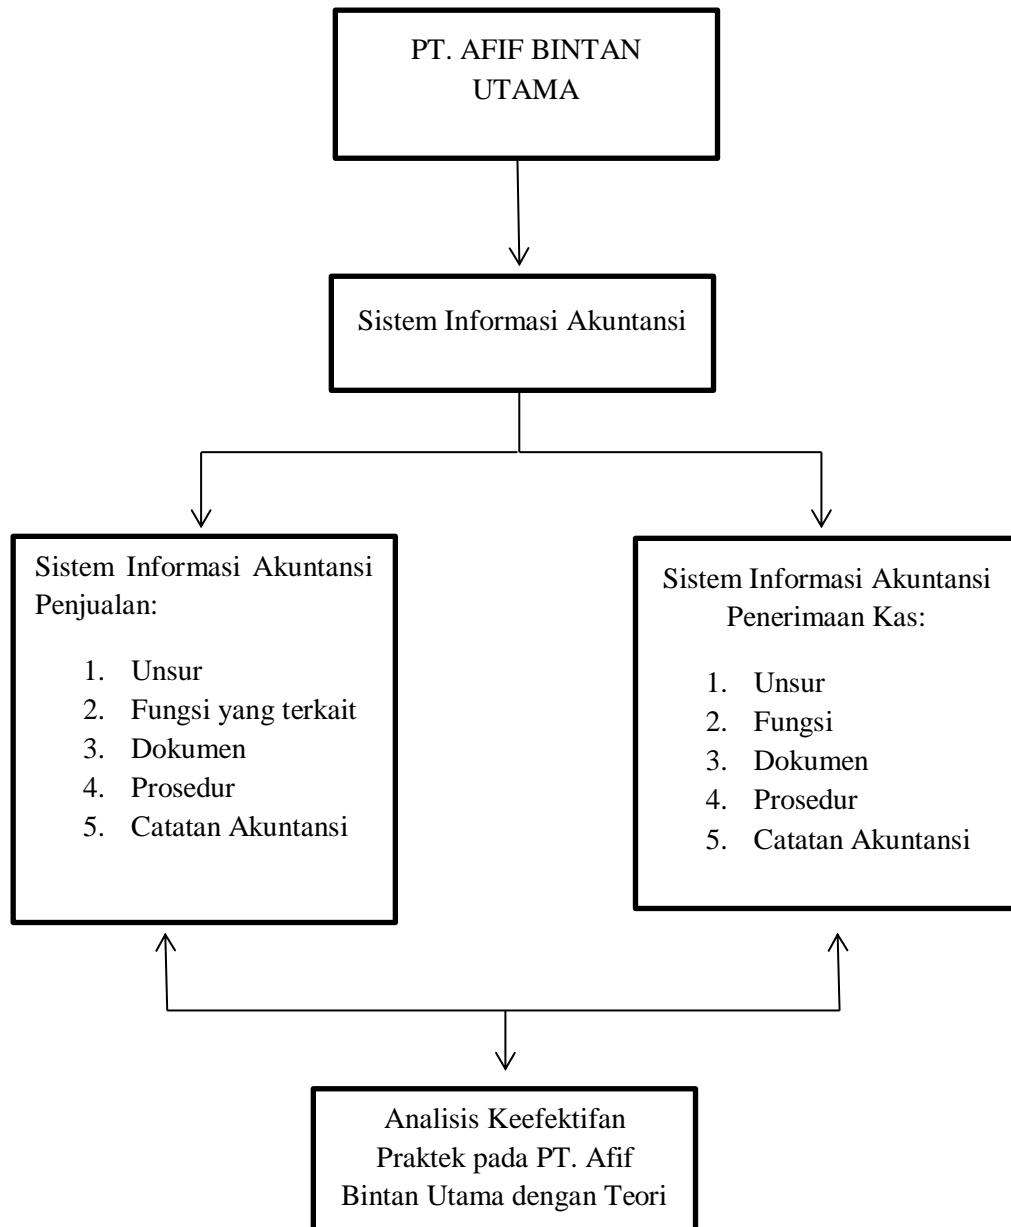 PT. AFIF BINTAN
UTAMA
Sistem Informasi Akuntansi
Sistem Informasi Akuntansi
Penjualan:
1. Unsur
2. Fungsi yang terkait
3. Dokumen
4. Prosedur
5. Catatan Akuntansi
Sistem Informasi Akuntansi
Penerimaan Kas:
1. Unsur
2. Fungsi
3. Dokumen
4. Prosedur
5. Catatan Akuntansi
Analisis Keefektifan
Praktek pada PT. Afif
Bintan Utama dengan Teori